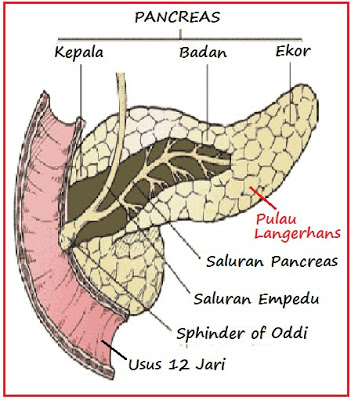 PANCREAS
Kepala
Badan
Ekor
Pulau
Langerhans
Saluran Pancreas
Saluran Empedu
Sphinder of Oddi
Usus 12 Jari